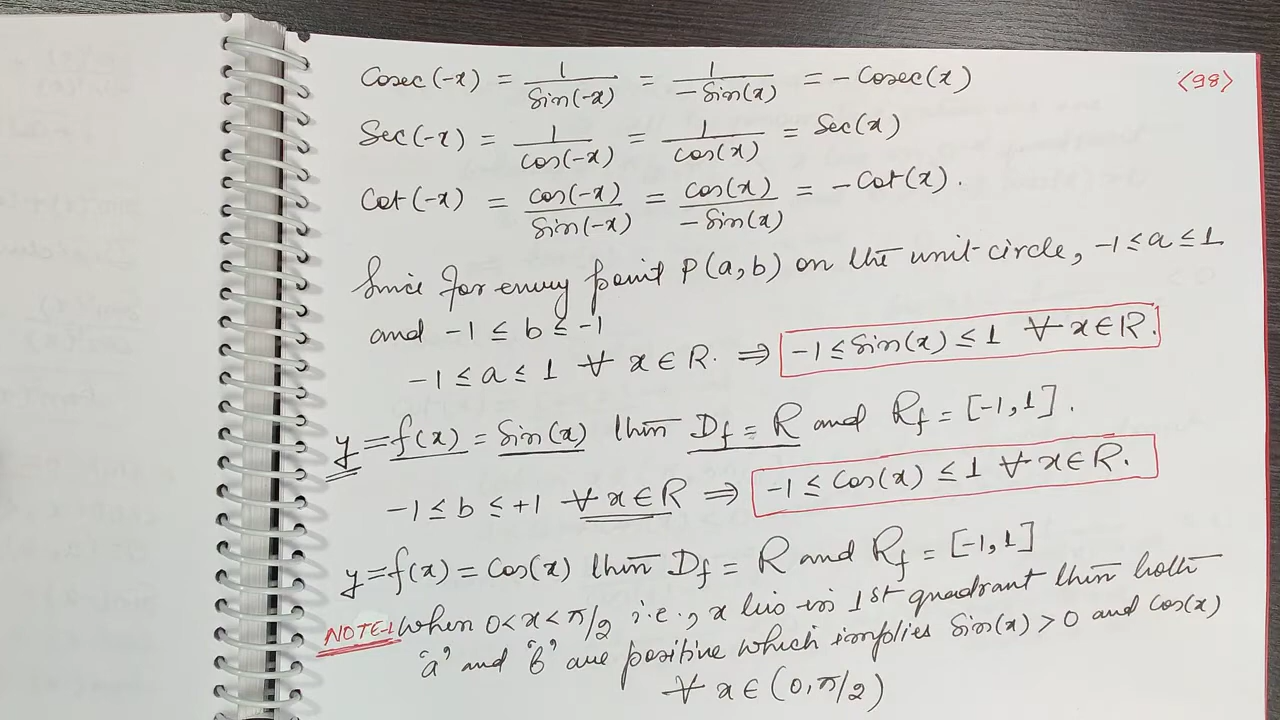 Cosec(-x) = 1/Sin(-x) = 1/-Sin(x) = -Cosec(x)
<98>
Sec(-x) = 1/cos(-x) = 1/cos(x) = Sec(x)
Cot(-x) = cos(-x)/Sin(-x) = cos(x)/-Sin(x) = -Cot(x).
Since for every point P(a,b) on the unit circle, -1≤a≤1
and -1 ≤ b ≤ -1
-1 ≤ a ≤ 1 ∀ x∈R. ⇒ -1≤Sin(x)≤1 ∀ x∈R.
y=f(x) = Sin(x) then Df = R and Rf = [-1,1].
-1 ≤ b ≤ +1 ∀ x∈R ⇒ -1 ≤ Cos(x) ≤ 1 ∀ x∈R.
y=f(x) = Cos(x) then Df = R and Rf = [-1,1]
NOTE-1 When 0<x<π/2 i.e., x lies in 1st quadrant then both
"a" and "b" are positive which implies Sin(x)>0 and Cos(x)
∀ x∈(0,π/2)